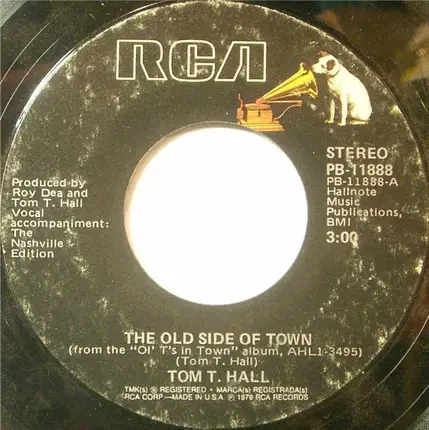 RCA
STEREO
PB-11888
PB-11888-A
Hallnote
Music
Publications,
BMI
3:00
Produced by
Roy Dea and
Tom T. Hall
Vocal
accompaniment:
The
Nashville
Edition
THE OLD SIDE OF TOWN
(from the "Ol' T's in Town" album, AHL1-3495)
(Tom T. Hall)
TOM T. HALL
TMK(s) ® REGISTERED • MARCA(s) REGISTRADA(s)
RCA CORP.—MADE IN U.S.A. ℗ 1979 RCA RECORDS